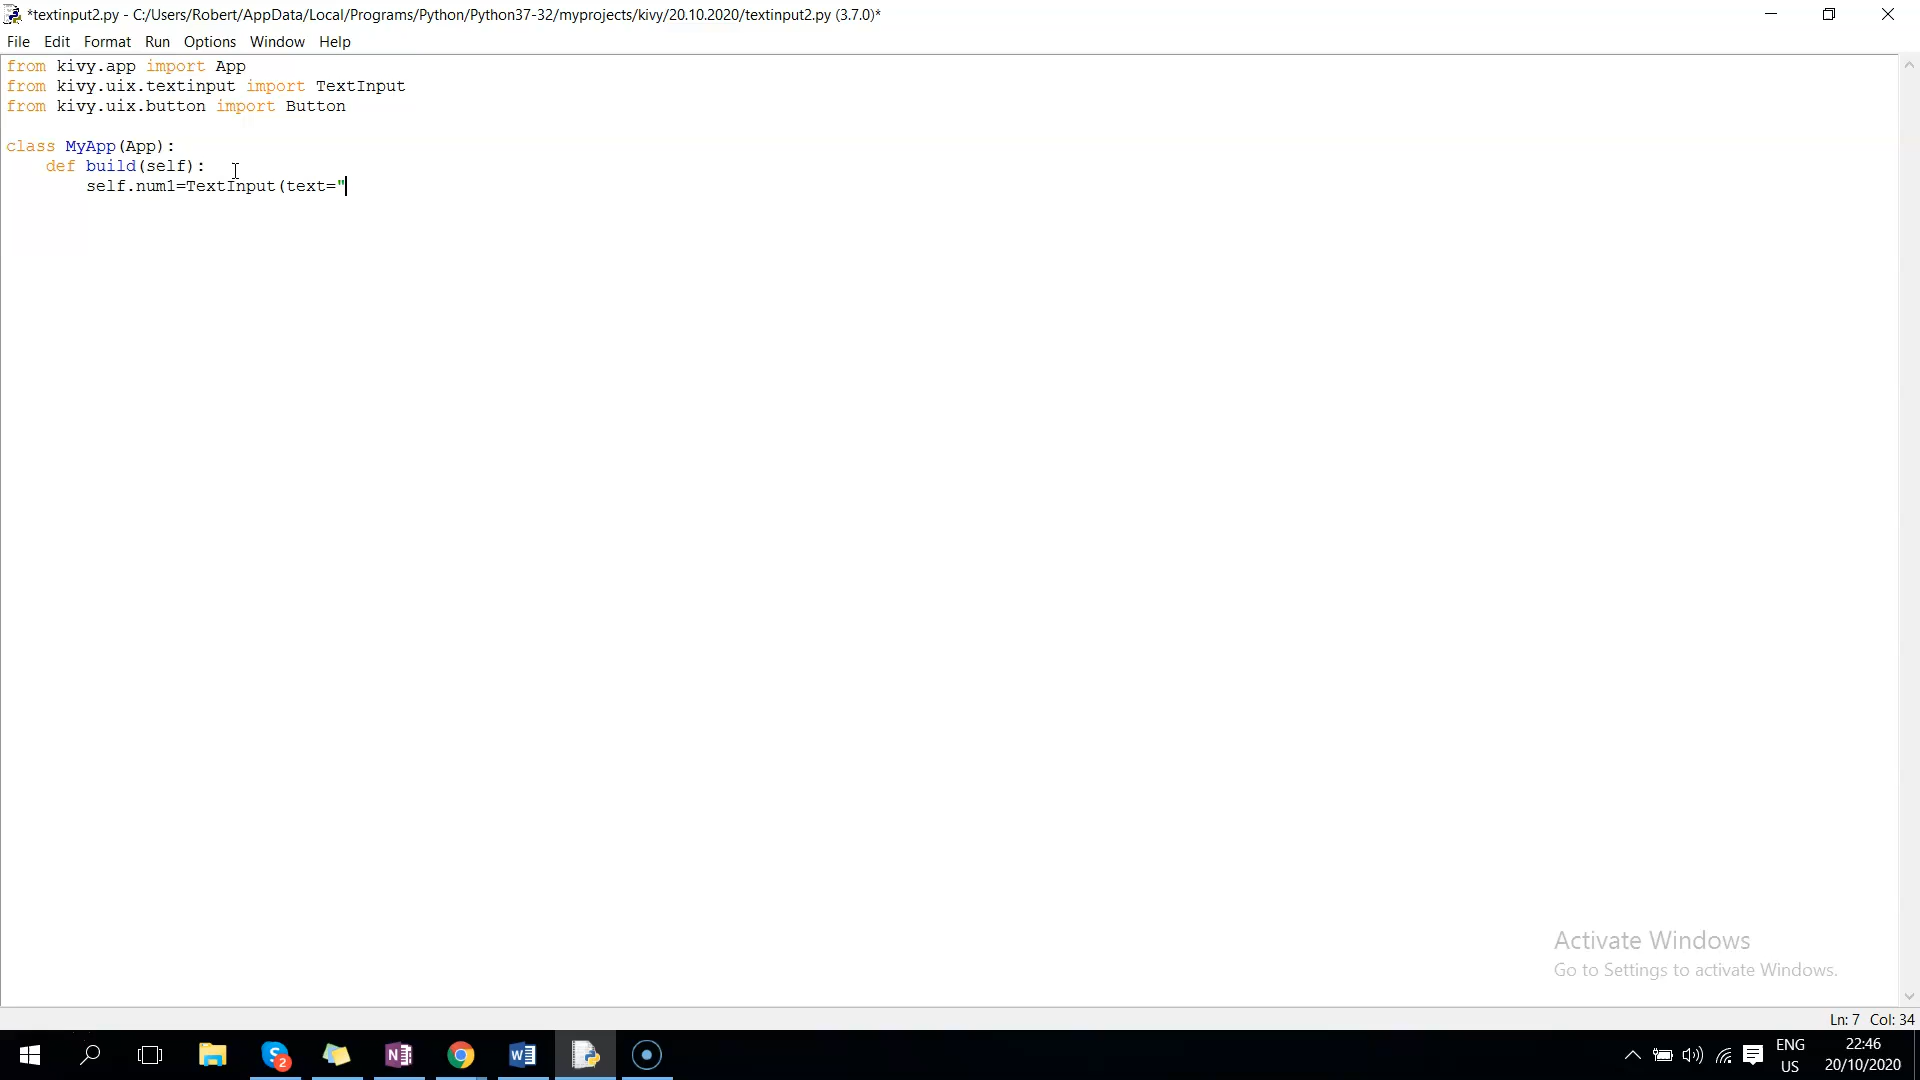 *textinput2.py - C:/Users/Robert/AppData/Local/Programs/Python/Python37-32/myprojects/kivy/20.10.2020/textinput2.py (3.7.0)*
File Edit Format Run Options Window Help
from kivy.app import App
from kivy.uix.textinput import TextInput
from kivy.uix.button import Button
class MyApp(App):
    def build(self):
        self.num1=TextInput(text="
Activate Windows
Go to Settings to activate Windows.
Ln: 7 Col: 34
S 2
N
W
ENG
US
22:46
20/10/2020